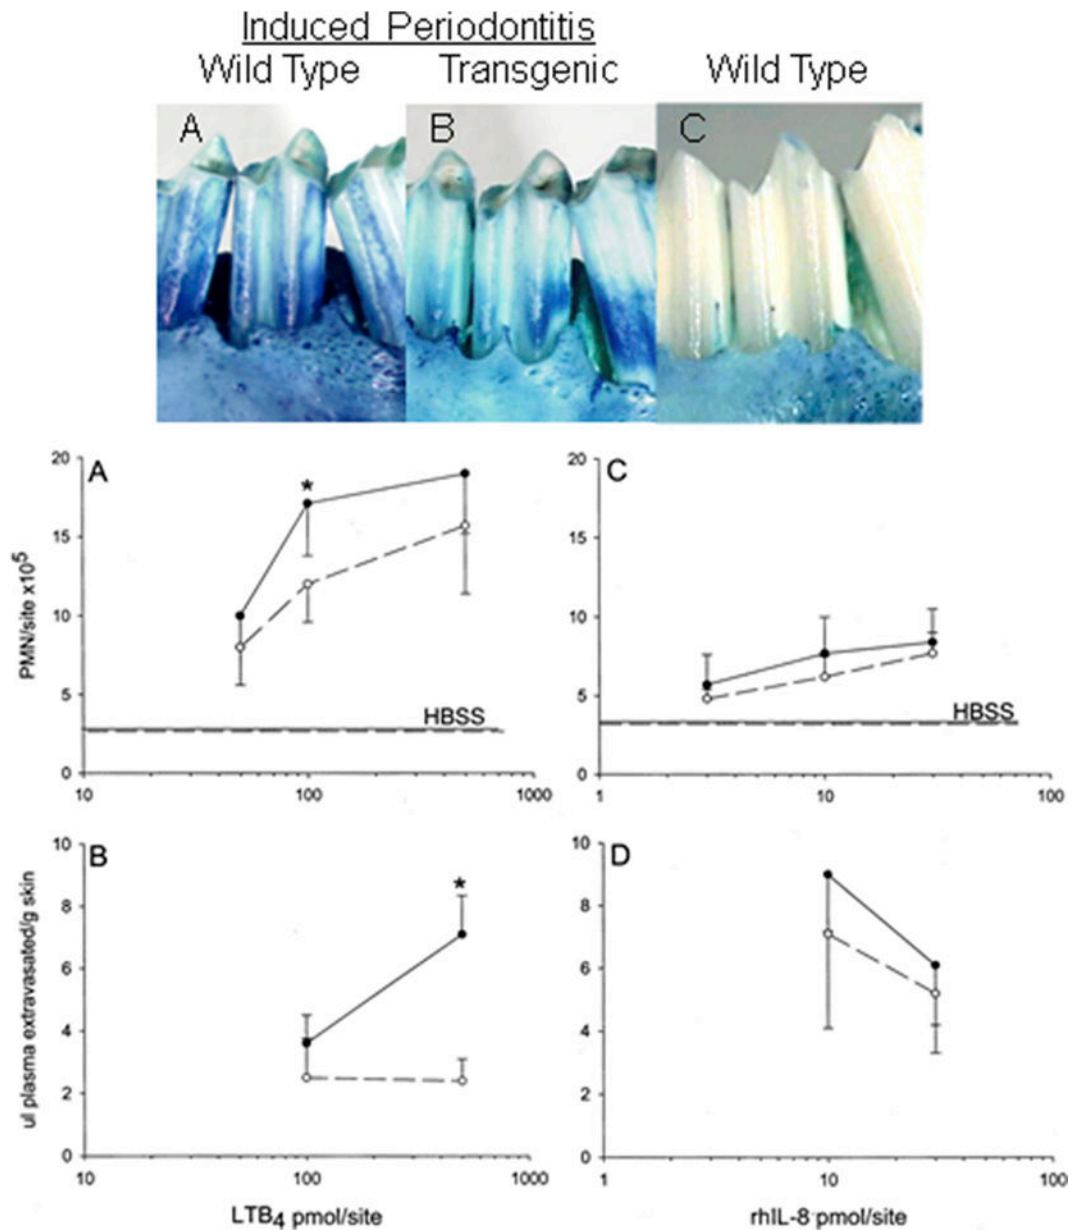 Induced Periodontitis
Wild Type Transgenic Wild Type
A B C
A
20
15
10
5
0
PMN/site x10⁵
*
HBSS
10 100 1000
C
20
15
10
5
0
HBSS
1 10 100
B
10
8
6
4
2
0
ul plasma extravasated/g skin
*
10 100 1000
LTB₄ pmol/site
D
10
8
6
4
2
0
1 10 100
rhIL-8 pmol/site